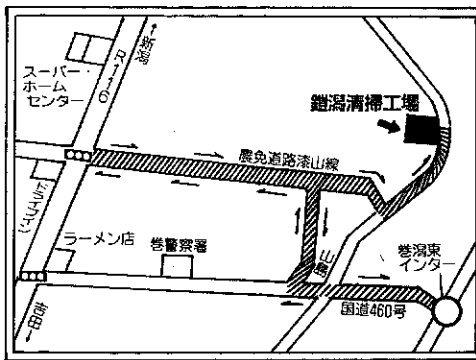 ←新潟
R116
スーパー・
ホーム
センター
鎧潟清掃工場
農免道路漆山線
ラーメン店
巻警察署
巻潟東
インター
国道460号
吉田→